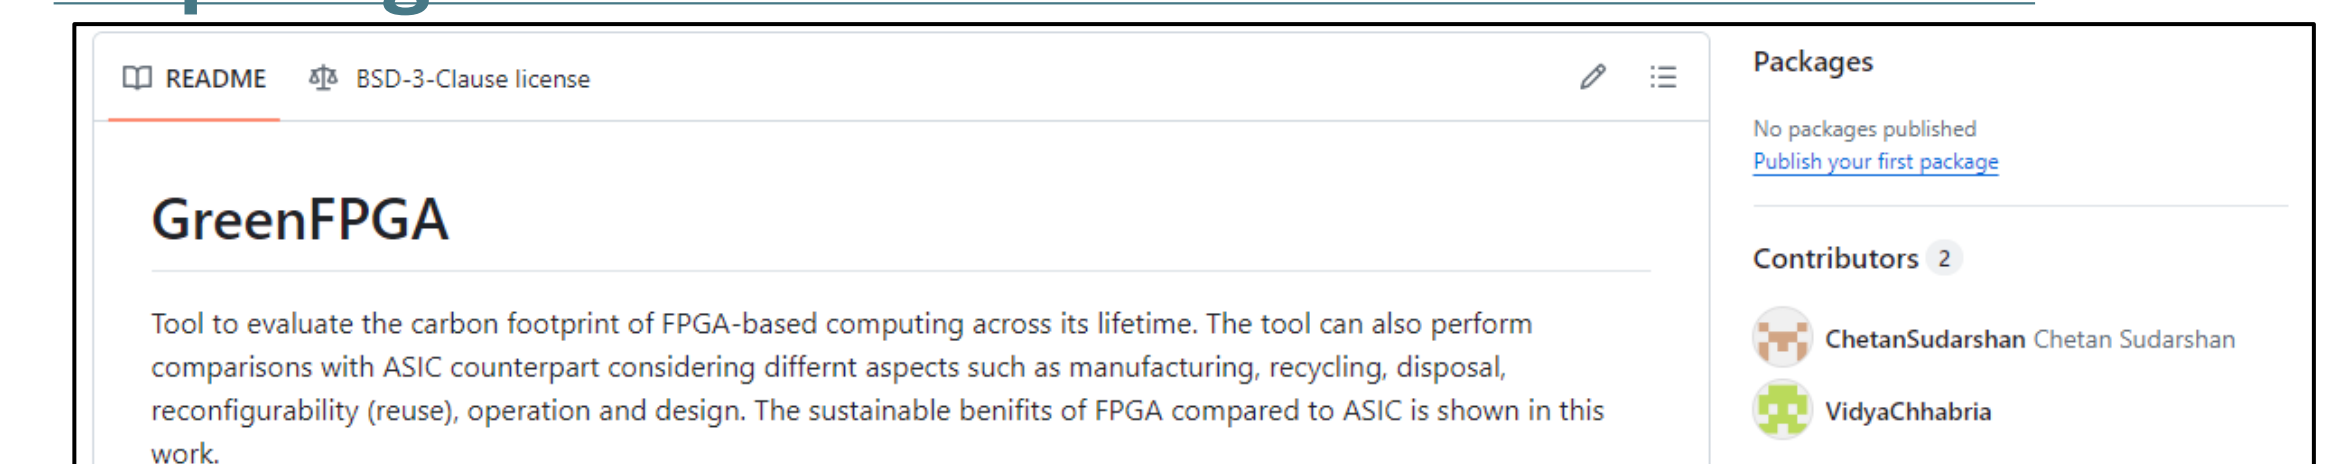 README BSD-3-Clause license
GreenFPGA
Tool to evaluate the carbon footprint of FPGA-based computing across its lifetime. The tool can also perform
comparisons with ASIC counterpart considering differnt aspects such as manufacturing, recycling, disposal,
reconfigurability (reuse), operation and design. The sustainable benifits of FPGA compared to ASIC is shown in this
work.
Packages
No packages published
Publish your first package
Contributors 2
ChetanSudarshan Chetan Sudarshan
VidyaChhabria